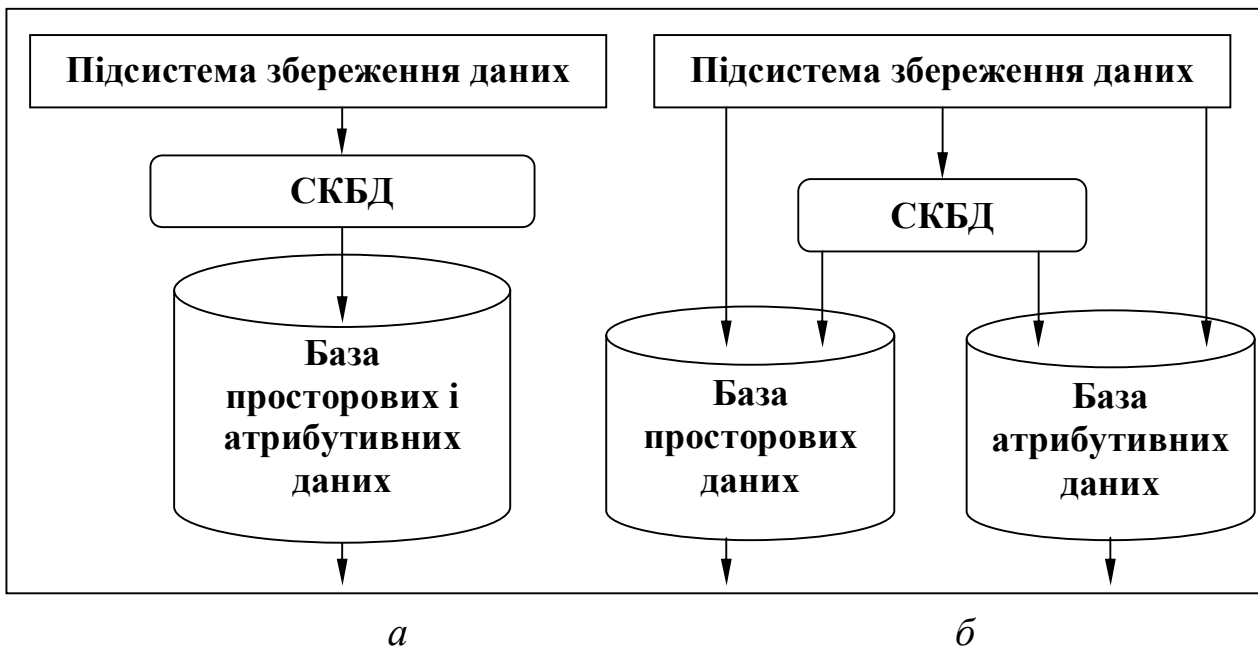 Підсистема збереження даних
СКБД
База
просторових і
атрибутивних
даних
Підсистема збереження даних
СКБД
База
просторових
даних
База
атрибутивних
даних
а
б